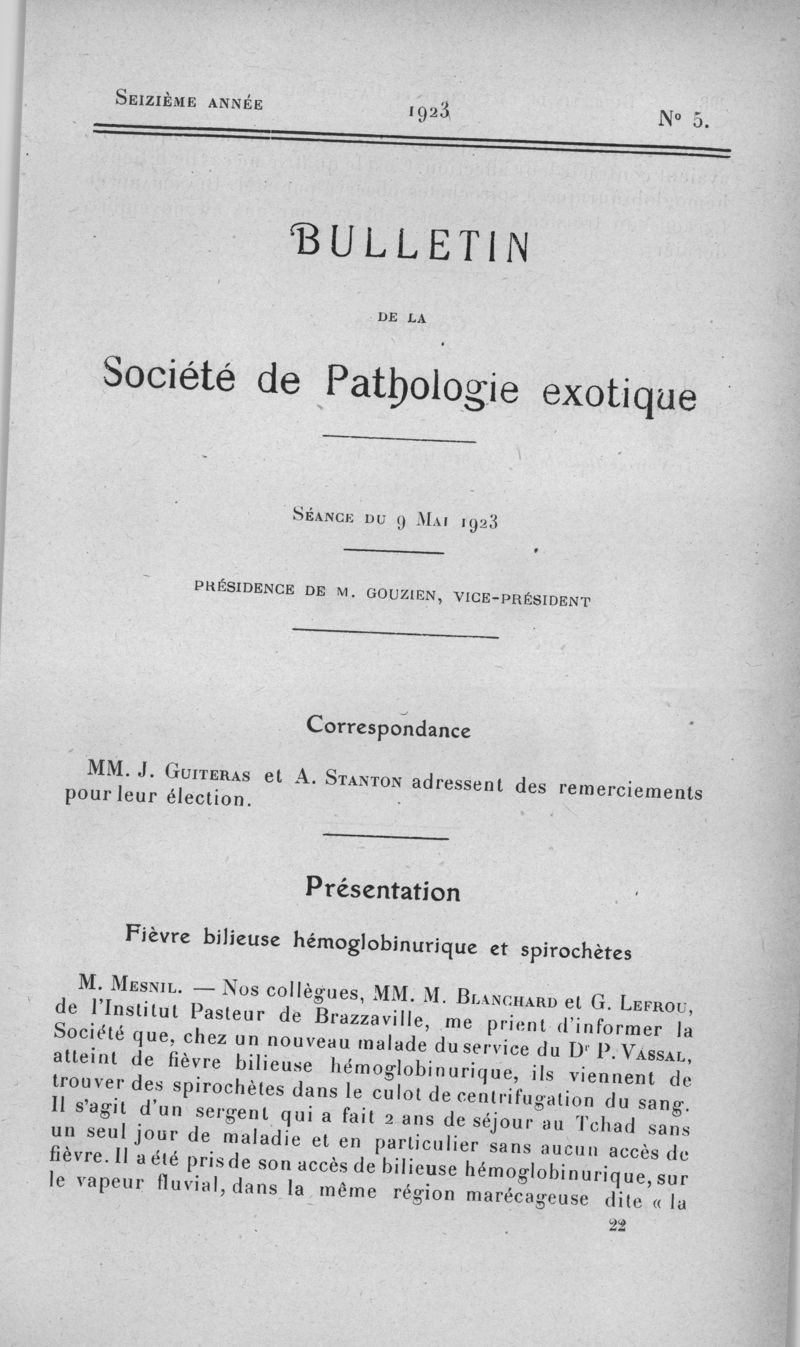 SEIZIÈME ANNÉE 1923 Nº 5.
BULLETIN
DE LA
Société de Pathologie exotique
SÉANCE DU 9 MAI 1923
PRÉSIDENCE DE M. GOUZIEN, VICE-PRÉSIDENT
Correspondance
MM. J. GUITERAS et A. STANTON adressent des remerciements
pour leur élection.
Présentation
Fièvre bilieuse hémoglobinurique et spirochètes
M. MESNIL. — Nos collègues, MM. M. BLANCHARD et G. LEFROU,
de l'Institut Pasteur de Brazzaville, me prient d'informer la
Société que, chez un nouveau malade du service du Dr P. VASSAL,
atteint de fièvre bilieuse hémoglobinurique, ils viennent de
trouver des spirochètes dans le culot de centrifugation du sang.
Il s'agit d'un sergent qui a fait 2 ans de séjour au Tchad sans
un seul jour de maladie et en particulier sans aucun accès de
fièvre. Il a été pris de son accès de bilieuse hémoglobinurique, sur
le vapeur fluvial, dans la même région marécageuse dite « la
22